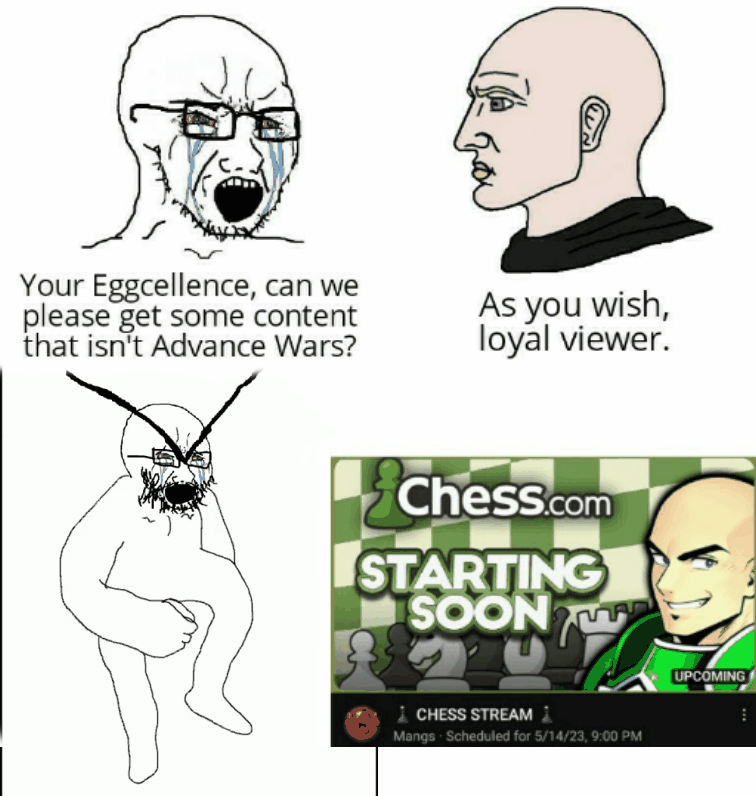 Your Eggcellence, can we
please get some content
that isn't Advance Wars?
As you wish,
loyal viewer.
Chess.com
STARTING
SOON
UPCOMING
CHESS STREAM
Mangs · Scheduled for 5/14/23, 9:00 PM